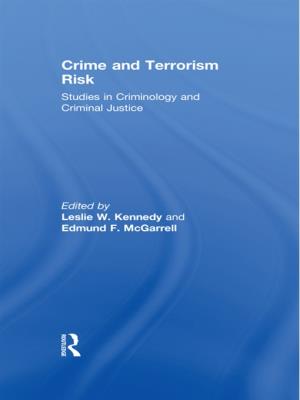 Crime and Terrorism
Risk
Studies in Criminology and
Criminal Justice
Edited by
Leslie W. Kennedy and
Edmund F. McGarrell
R
ROUTLEDGE